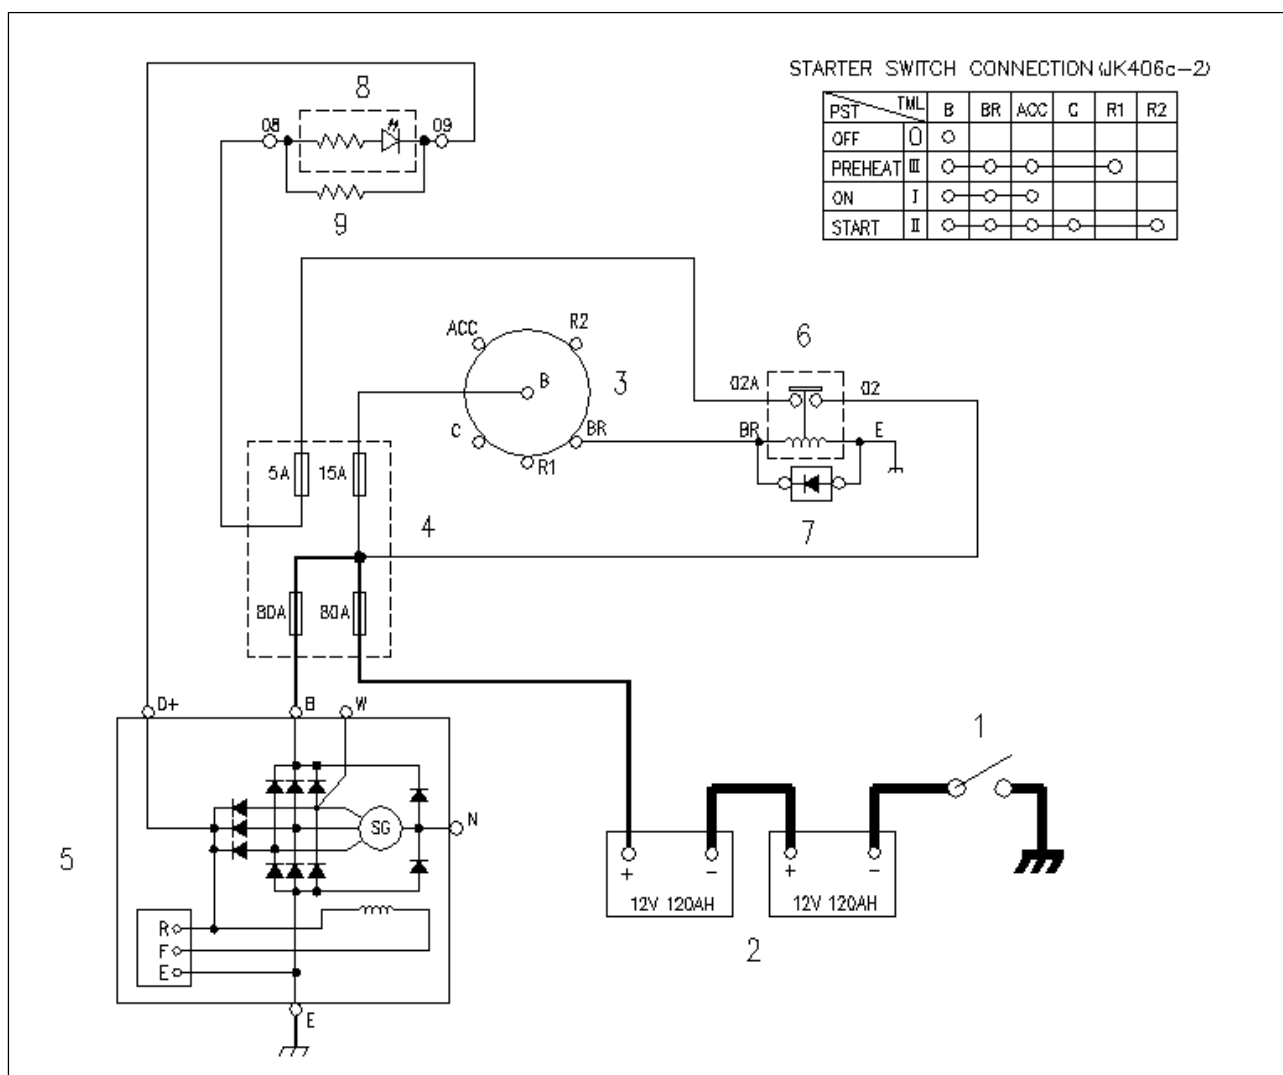 STARTER SWITCH CONNECTION (JK406c-2)
PST TML B BR ACC C R1 R2
OFF O
PREHEAT III
ON I
START II
8
08 09
9
ACC R2
B
3
C BR
R1
6
02A 02
BR E
7
5A 15A
4
80A 80A
D+ B W
SG N
5
R
F
E
E
1
+ - + -
12V 120AH 12V 120AH
2